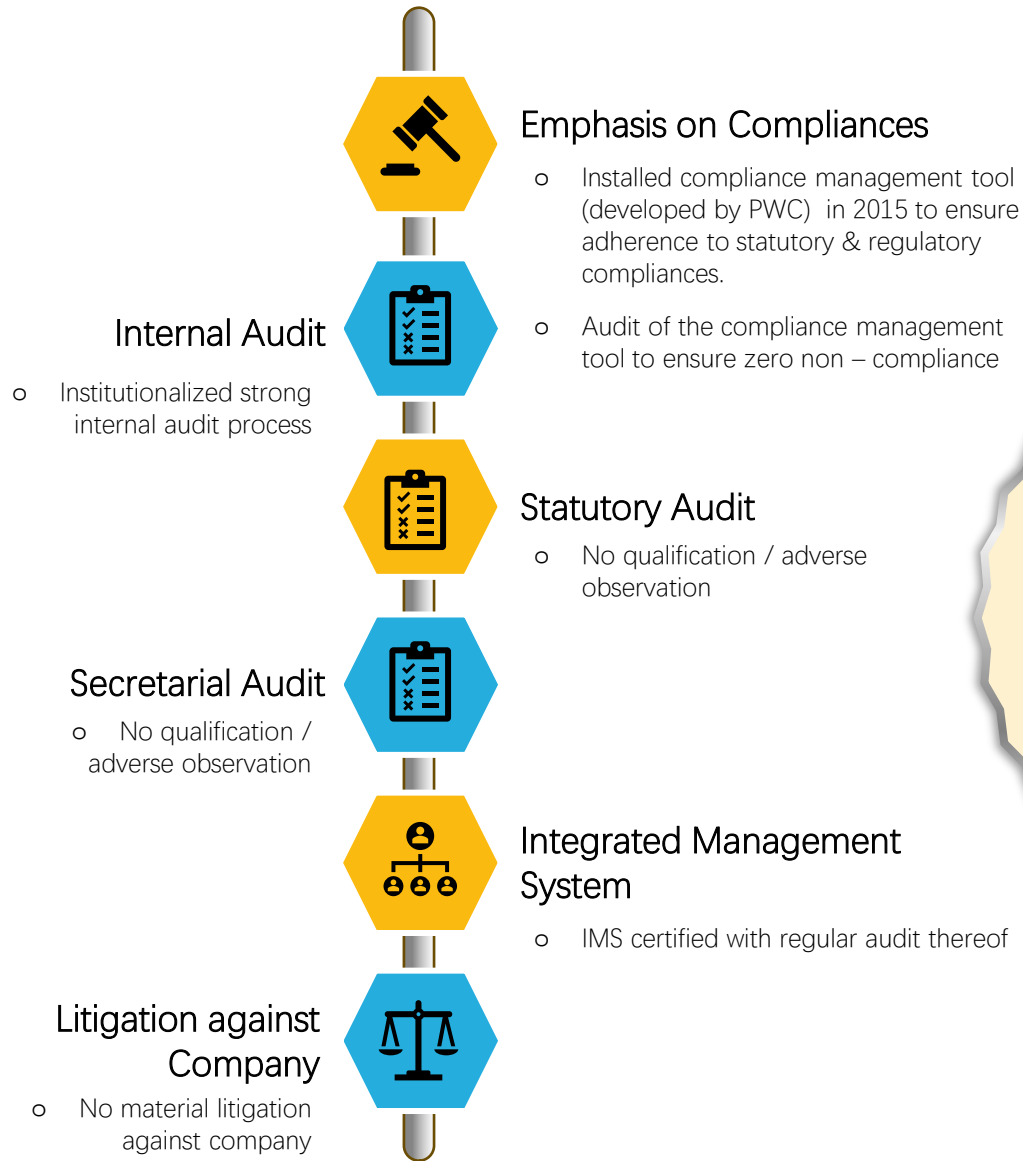 Emphasis on Compliances
o Installed compliance management tool
(developed by PWC) in 2015 to ensure
adherence to statutory & regulatory
compliances.
o Audit of the compliance management
tool to ensure zero non – compliance
Internal Audit
o Institutionalized strong
internal audit process
Statutory Audit
o No qualification / adverse
observation
Secretarial Audit
o No qualification /
adverse observation
Integrated Management
System
o IMS certified with regular audit thereof
Litigation against
Company
o No material litigation
against company